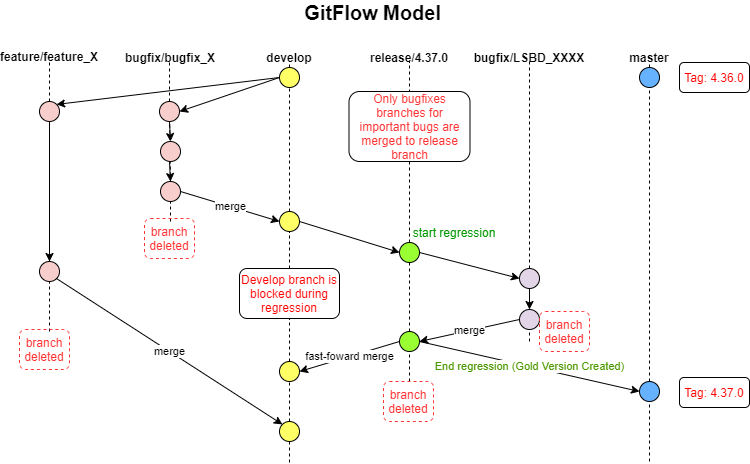 GitFlow Model
feature/feature_X
bugfix/bugfix_X
develop
release/4.37.0
bugfix/LSBD_XXXX
master
Tag: 4.36.0
Only bugfixes
branches for
important bugs are
merged to release
branch
merge
branch
deleted
start regression
Develop branch is
blocked during
regression
branch
deleted
merge
branch
deleted
merge
fast-foward merge
End regression (Gold Version Created)
branch
deleted
Tag: 4.37.0